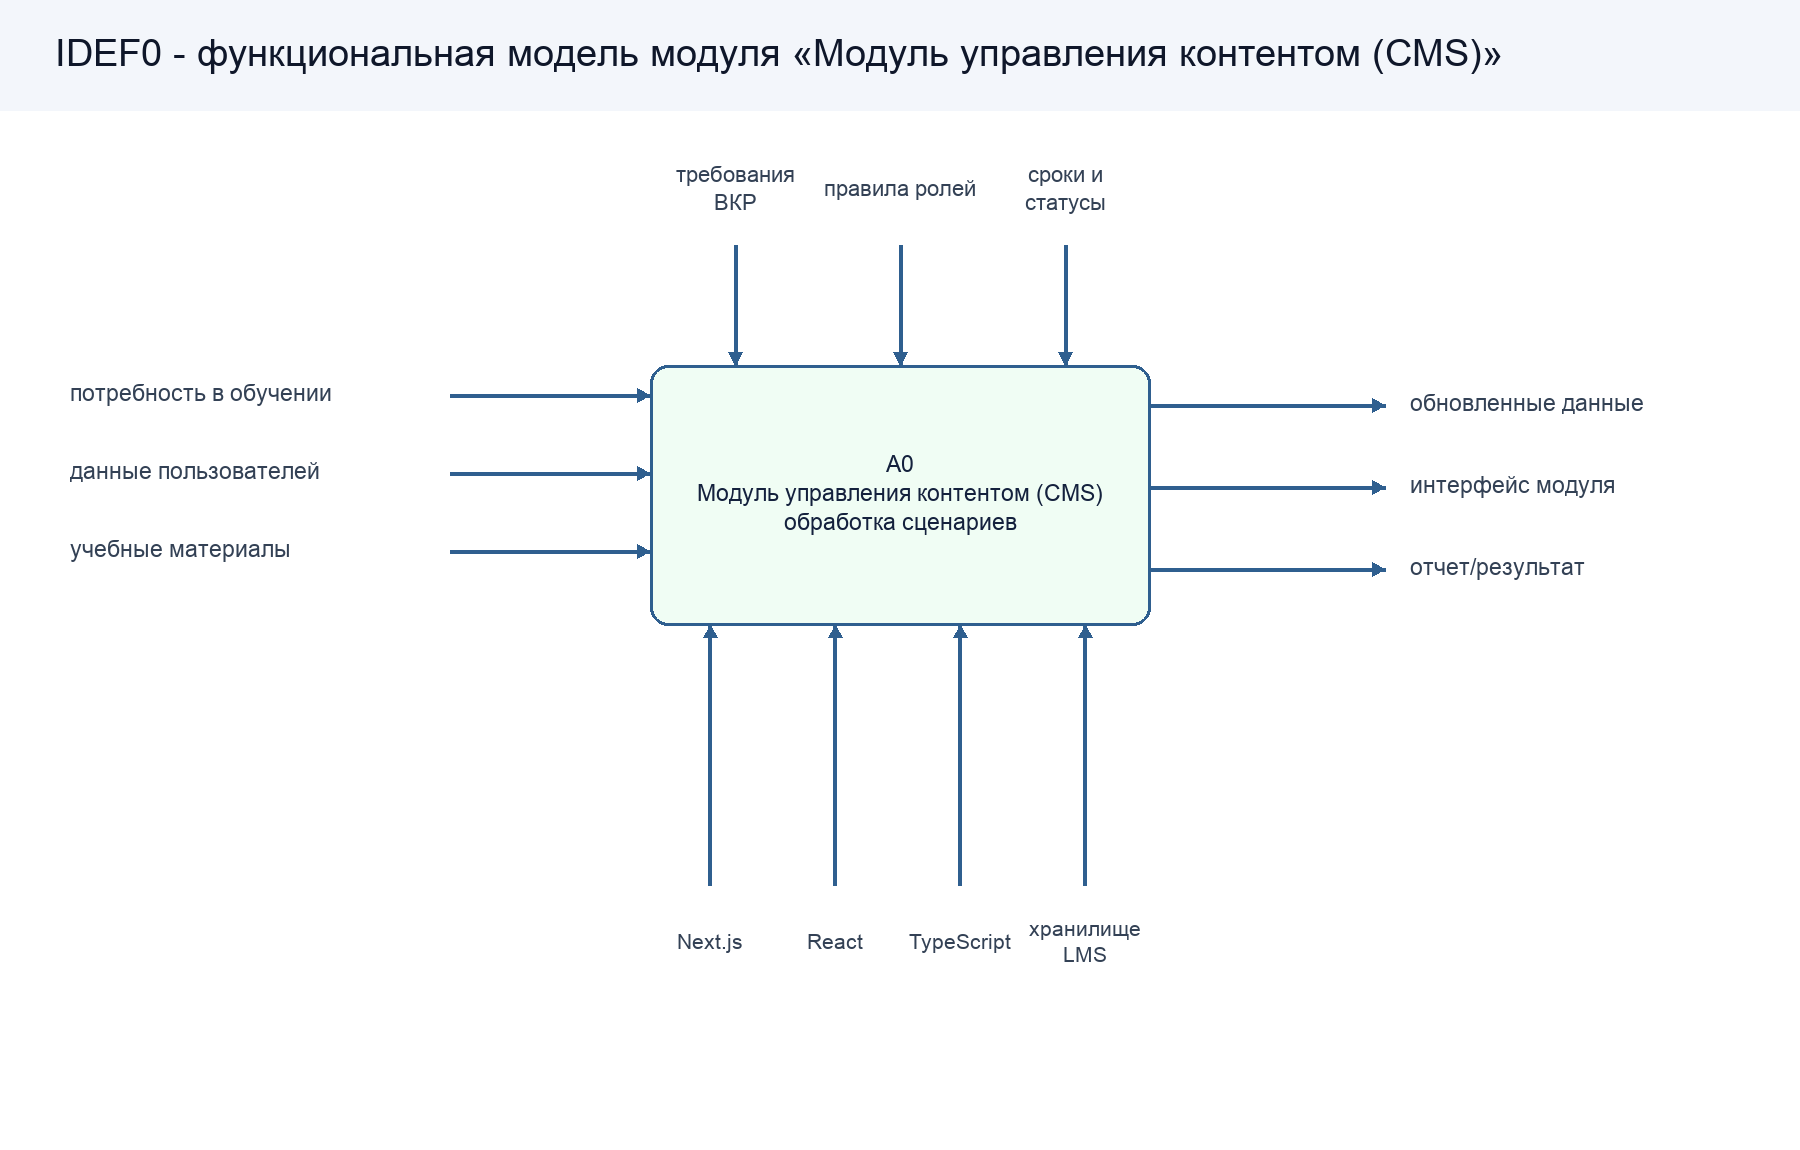 IDEF0 - функциональная модель модуля «Модуль управления контентом (CMS)»
требования
ВКР
правила ролей
сроки и
статусы
потребность в обучении
данные пользователей
учебные материалы
A0
Модуль управления контентом (CMS)
обработка сценариев
обновленные данные
интерфейс модуля
отчет/результат
Next.js
React
TypeScript
хранилище
LMS